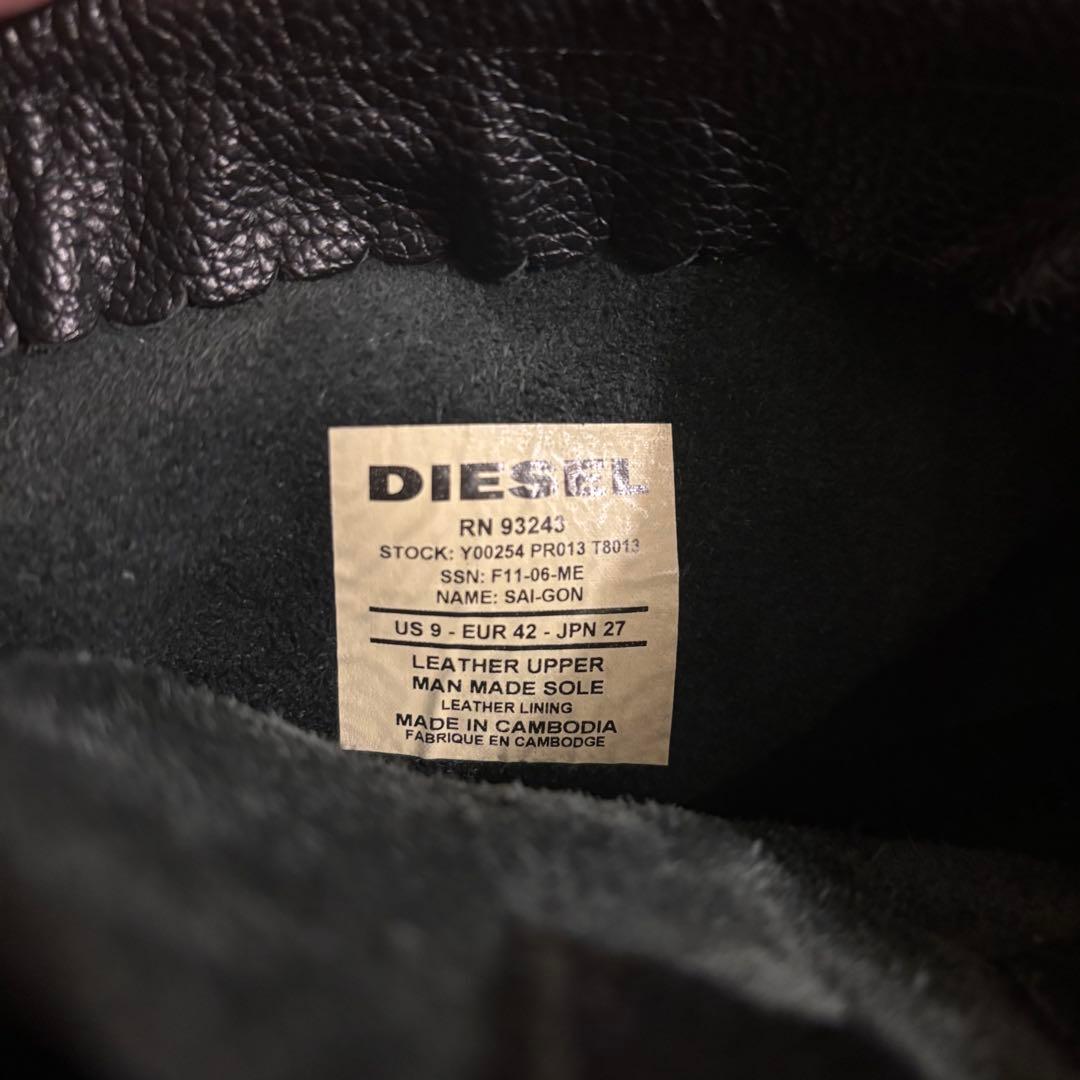 DIESEL
RN 93243
STOCK: Y00254 PR013 T8013
SSN: F11-06-ME
NAME: SAI-GON
US 9 - EUR 42 - JPN 27
LEATHER UPPER
MAN MADE SOLE
LEATHER LINING
MADE IN CAMBODIA
FABRIQUE EN CAMBODGE